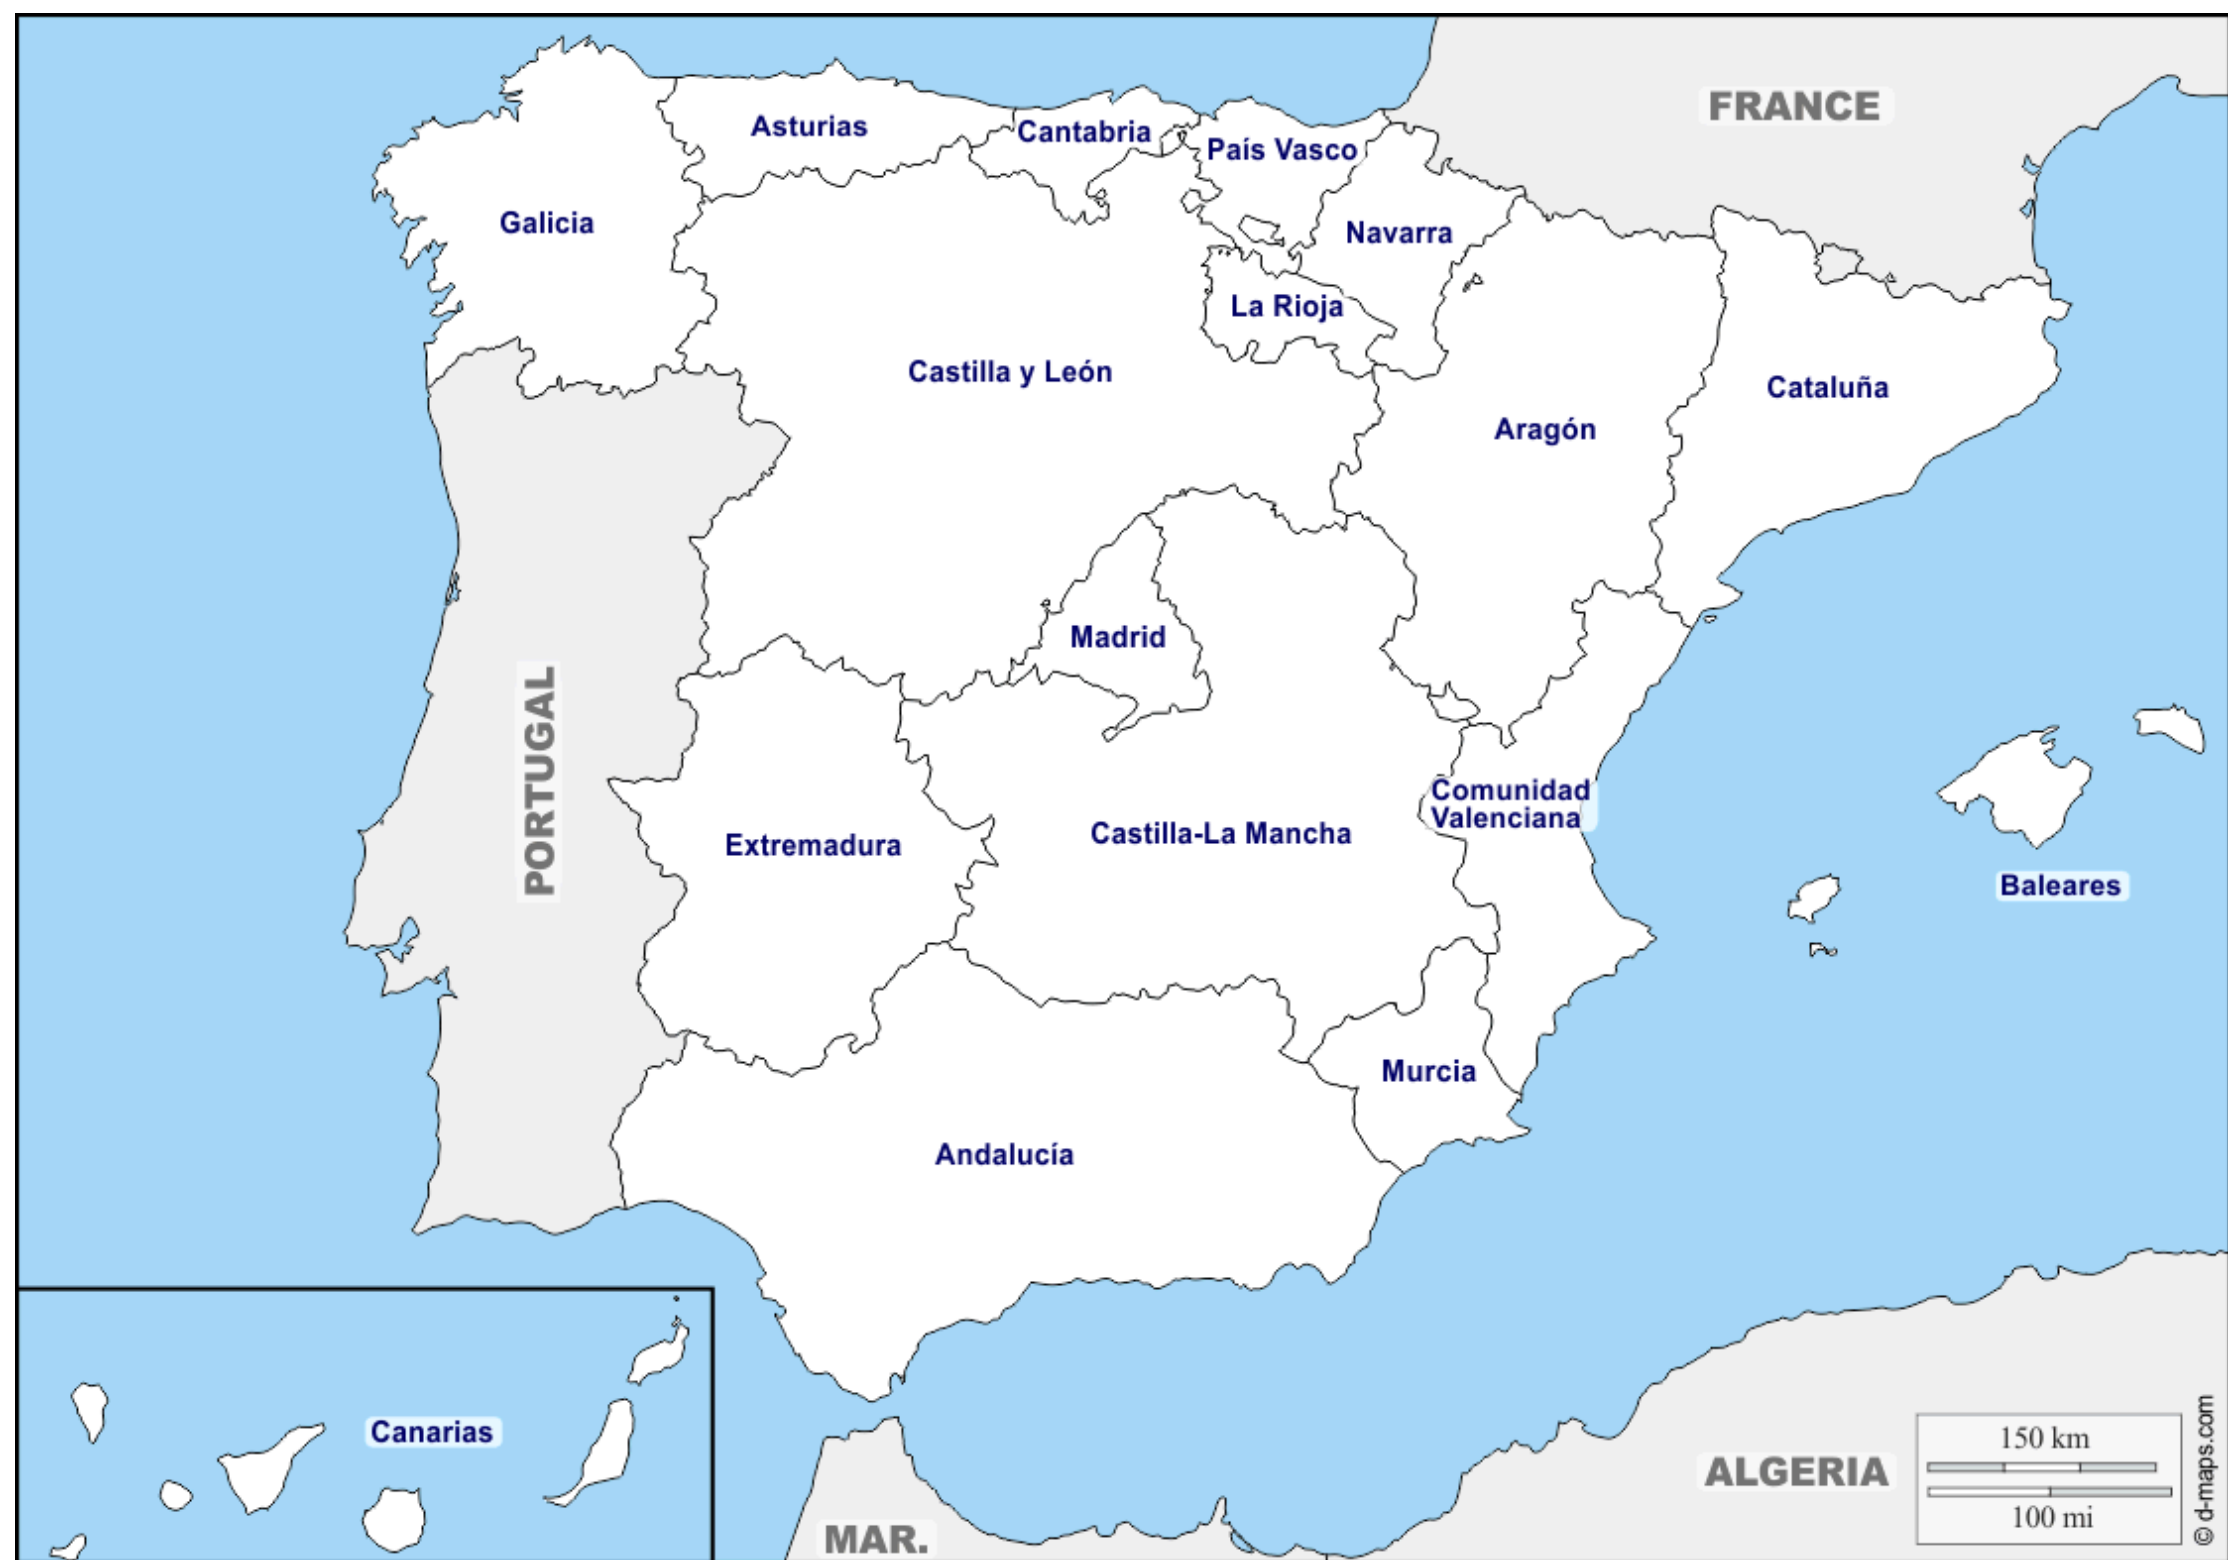 FRANCE
Asturias
Cantabria
País Vasco
Galicia
Navarra
La Rioja
Castilla y León
Cataluña
Aragón
Madrid
PORTUGAL
Comunidad
Valenciana
Castilla-La Mancha
Extremadura
Baleares
Murcia
Andalucía
Canarias
MAR.
ALGERIA
150 km
100 mi
© d-maps.com